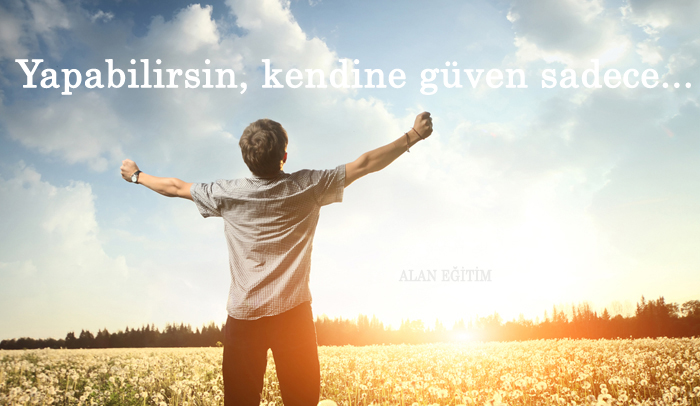 Yapabilirsin, kendine güven sadece...
ALAN EĞİTİM